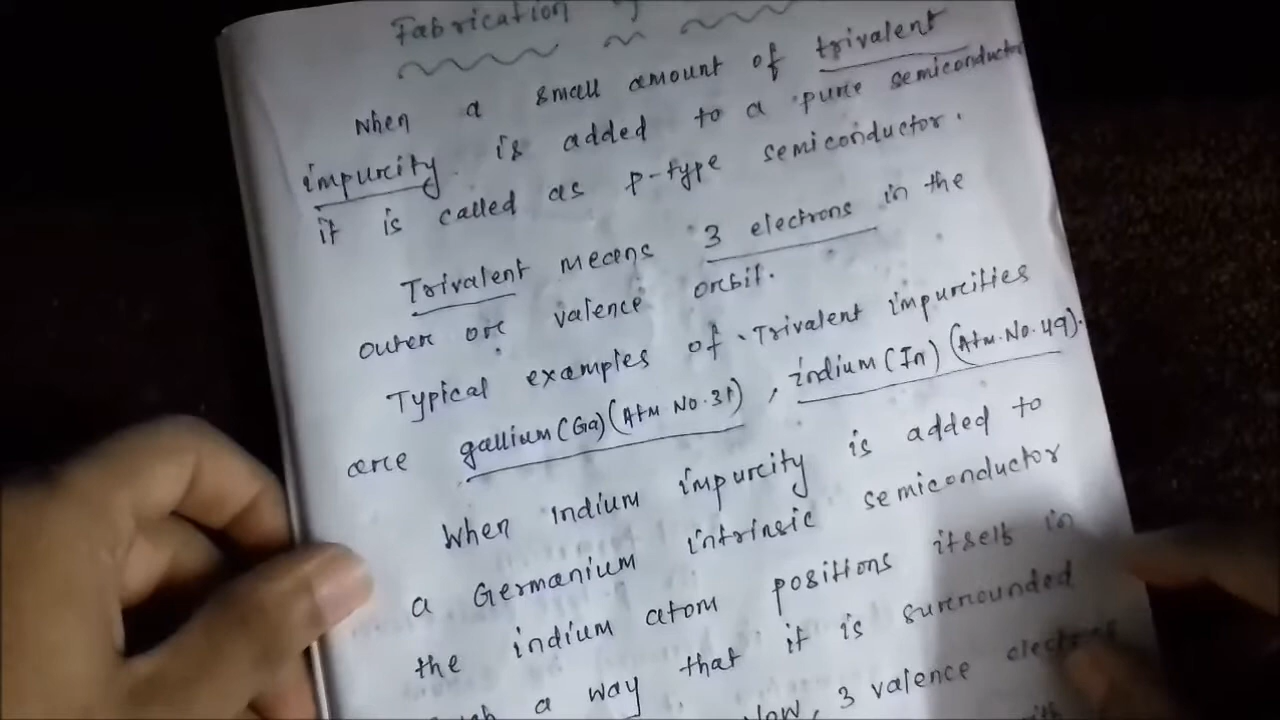 Fabrication
When a small amount of trivalent
impurity is added to a pure semiconductor
it is called as p-type semiconductor.
Trivalent means 3 electrons in the
outer or valence orbit.
Typical examples of Trivalent impurities
are gallium (Ga) (Atm No. 31), indium (In) (Atm. No. 49).
When indium impurity is added to
a Germanium intrinsic semiconductor
the indium atom positions itself in
a way that it is surrounded
Now, 3 valence